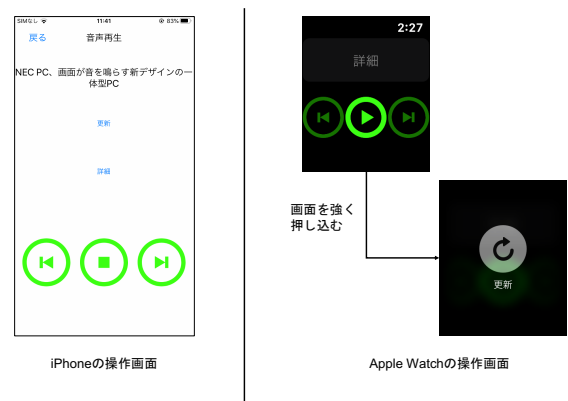 SIMなし 11:41 83%
戻る 音声再生
NEC PC、画面が音を鳴らす新デザインの一
体型PC
更新
詳細
iPhoneの操作画面
2:27
詳細
画面を強く
押し込む
更新
Apple Watchの操作画面